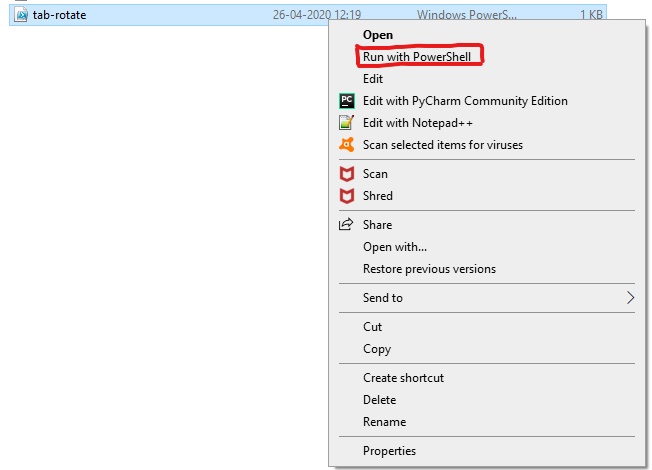 tab-rotate 26-04-2020 12:19 Windows PowerS... 1 KB
Open
Run with PowerShell
Edit
PC Edit with PyCharm Community Edition
Edit with Notepad++
Scan selected items for viruses
Scan
Shred
Share
Open with...
Restore previous versions
Send to
Cut
Copy
Create shortcut
Delete
Rename
Properties